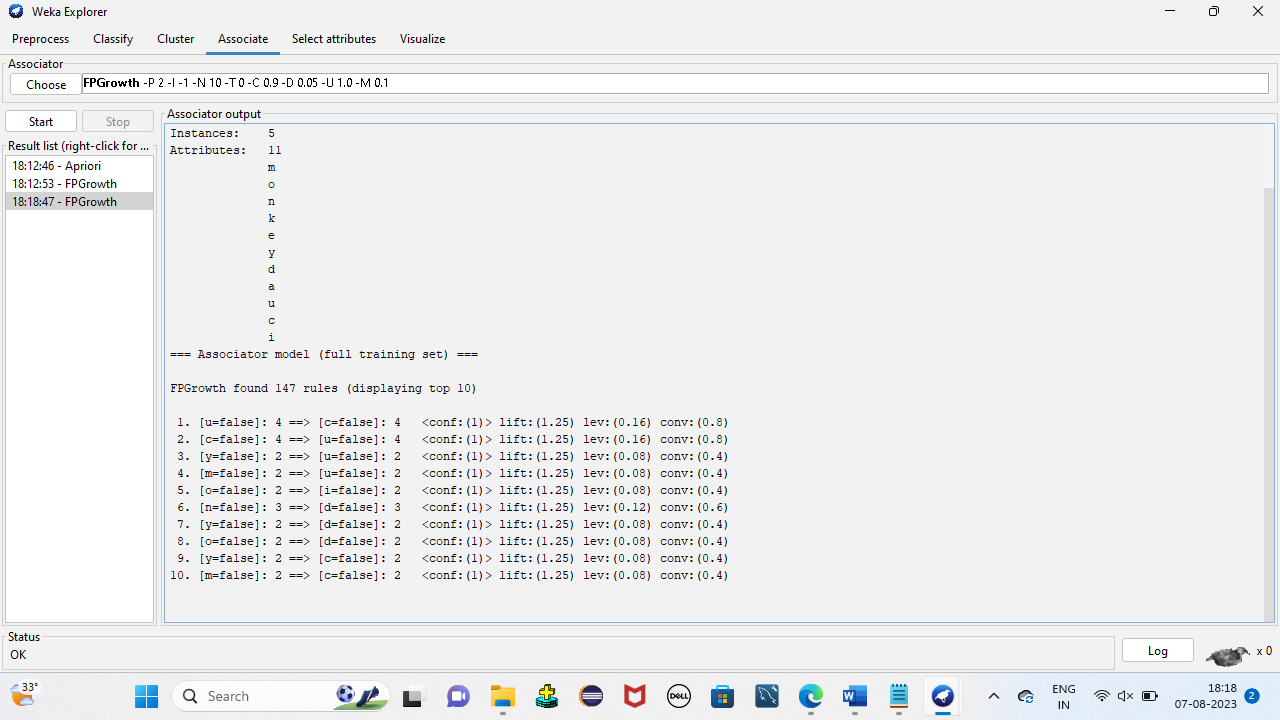 Weka Explorer
Preprocess Classify Cluster Associate Select attributes Visualize
Associator
Choose FPGrowth -P 2 -I -1 -N 10 -T 0 -C 0.9 -D 0.05 -U 1.0 -M 0.1
Start Stop
Result list (right-click for ...
18:12:46 - Apriori
18:12:53 - FPGrowth
18:18:47 - FPGrowth
Associator output
Instances: 5
Attributes: 11
m
o
n
k
e
y
d
a
u
c
i
=== Associator model (full training set) ===
FPGrowth found 147 rules (displaying top 10)
1. [u=false]: 4 ==> [c=false]: 4 <conf:(1)> lift:(1.25) lev:(0.16) conv:(0.8)
2. [c=false]: 4 ==> [u=false]: 4 <conf:(1)> lift:(1.25) lev:(0.16) conv:(0.8)
3. [y=false]: 2 ==> [u=false]: 2 <conf:(1)> lift:(1.25) lev:(0.08) conv:(0.4)
4. [m=false]: 2 ==> [u=false]: 2 <conf:(1)> lift:(1.25) lev:(0.08) conv:(0.4)
5. [o=false]: 2 ==> [i=false]: 2 <conf:(1)> lift:(1.25) lev:(0.08) conv:(0.4)
6. [n=false]: 3 ==> [d=false]: 3 <conf:(1)> lift:(1.25) lev:(0.12) conv:(0.6)
7. [y=false]: 2 ==> [d=false]: 2 <conf:(1)> lift:(1.25) lev:(0.08) conv:(0.4)
8. [o=false]: 2 ==> [d=false]: 2 <conf:(1)> lift:(1.25) lev:(0.08) conv:(0.4)
9. [y=false]: 2 ==> [c=false]: 2 <conf:(1)> lift:(1.25) lev:(0.08) conv:(0.4)
10. [m=false]: 2 ==> [c=false]: 2 <conf:(1)> lift:(1.25) lev:(0.08) conv:(0.4)
Status
OK
Log
x 0
33°
Search
DELL
W
ENG
IN
18:18
07-08-2023
2